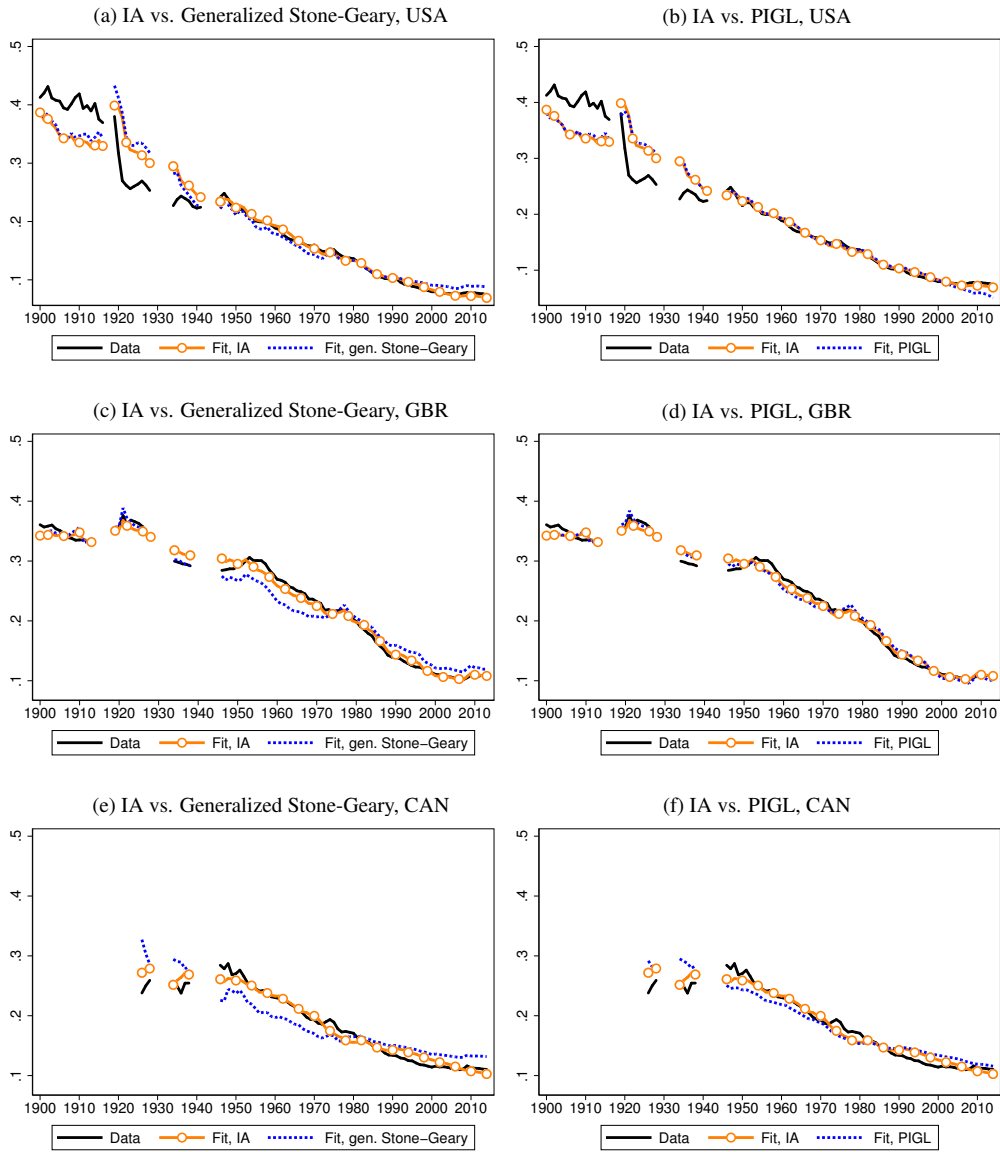 (a) IA vs. Generalized Stone-Geary, USA
.5
.4
.3
.2
.1
1900 1910 1920 1930 1940 1950 1960 1970 1980 1990 2000 2010
Data Fit, IA Fit, gen. Stone-Geary
(b) IA vs. PIGL, USA
.5
.4
.3
.2
.1
1900 1910 1920 1930 1940 1950 1960 1970 1980 1990 2000 2010
Data Fit, IA Fit, PIGL
(c) IA vs. Generalized Stone-Geary, GBR
.5
.4
.3
.2
.1
1900 1910 1920 1930 1940 1950 1960 1970 1980 1990 2000 2010
Data Fit, IA Fit, gen. Stone-Geary
(d) IA vs. PIGL, GBR
.5
.4
.3
.2
.1
1900 1910 1920 1930 1940 1950 1960 1970 1980 1990 2000 2010
Data Fit, IA Fit, PIGL
(e) IA vs. Generalized Stone-Geary, CAN
.5
.4
.3
.2
.1
1900 1910 1920 1930 1940 1950 1960 1970 1980 1990 2000 2010
Data Fit, IA Fit, gen. Stone-Geary
(f) IA vs. PIGL, CAN
.5
.4
.3
.2
.1
1900 1910 1920 1930 1940 1950 1960 1970 1980 1990 2000 2010
Data Fit, IA Fit, PIGL